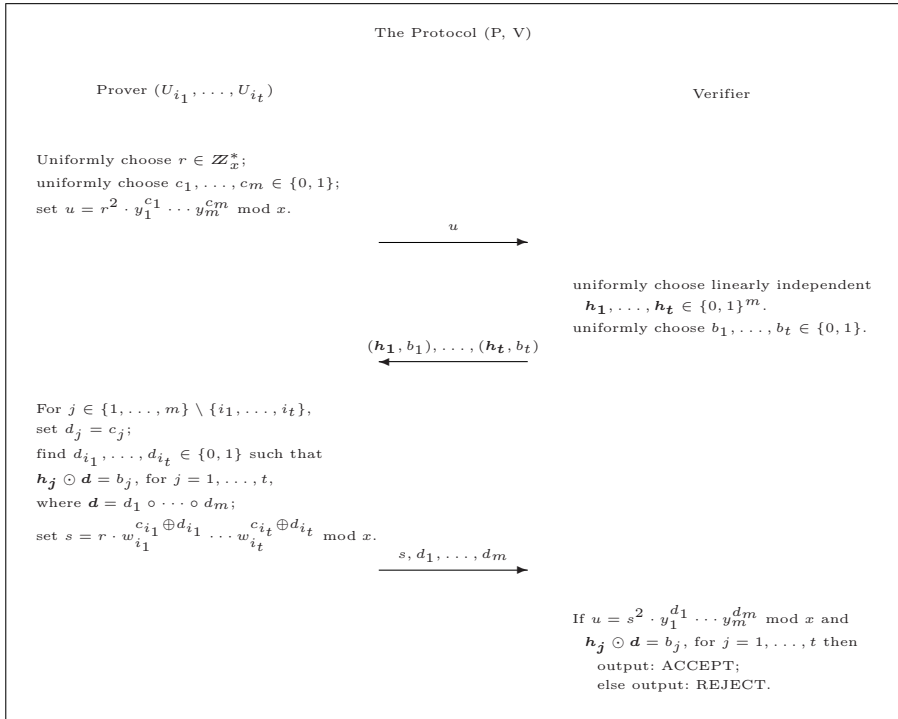 The Protocol (P, V)
Prover (U_{i_1}, . . . , U_{i_t})
Verifier
Uniformly choose r ∈ ℤ*_x;
uniformly choose c_1, . . . , c_m ∈ {0, 1};
set u = r^2 · y_1^{c_1} · · · y_m^{c_m} mod x.
u
uniformly choose linearly independent
h_1, . . . , h_t ∈ {0, 1}^m.
uniformly choose b_1, . . . , b_t ∈ {0, 1}.
(h_1, b_1), . . . , (h_t, b_t)
For j ∈ {1, . . . , m} \ {i_1, . . . , i_t},
set d_j = c_j;
find d_{i_1}, . . . , d_{i_t} ∈ {0, 1} such that
h_j ⊙ d = b_j, for j = 1, . . . , t,
where d = d_1 ∘ · · · ∘ d_m;
set s = r · w_{i_1}^{c_{i_1} ⊕ d_{i_1}} · · · w_{i_t}^{c_{i_t} ⊕ d_{i_t}} mod x.
s, d_1, . . . , d_m
If u = s^2 · y_1^{d_1} · · · y_m^{d_m} mod x and
h_j ⊙ d = b_j, for j = 1, . . . , t then
output: ACCEPT;
else output: REJECT.